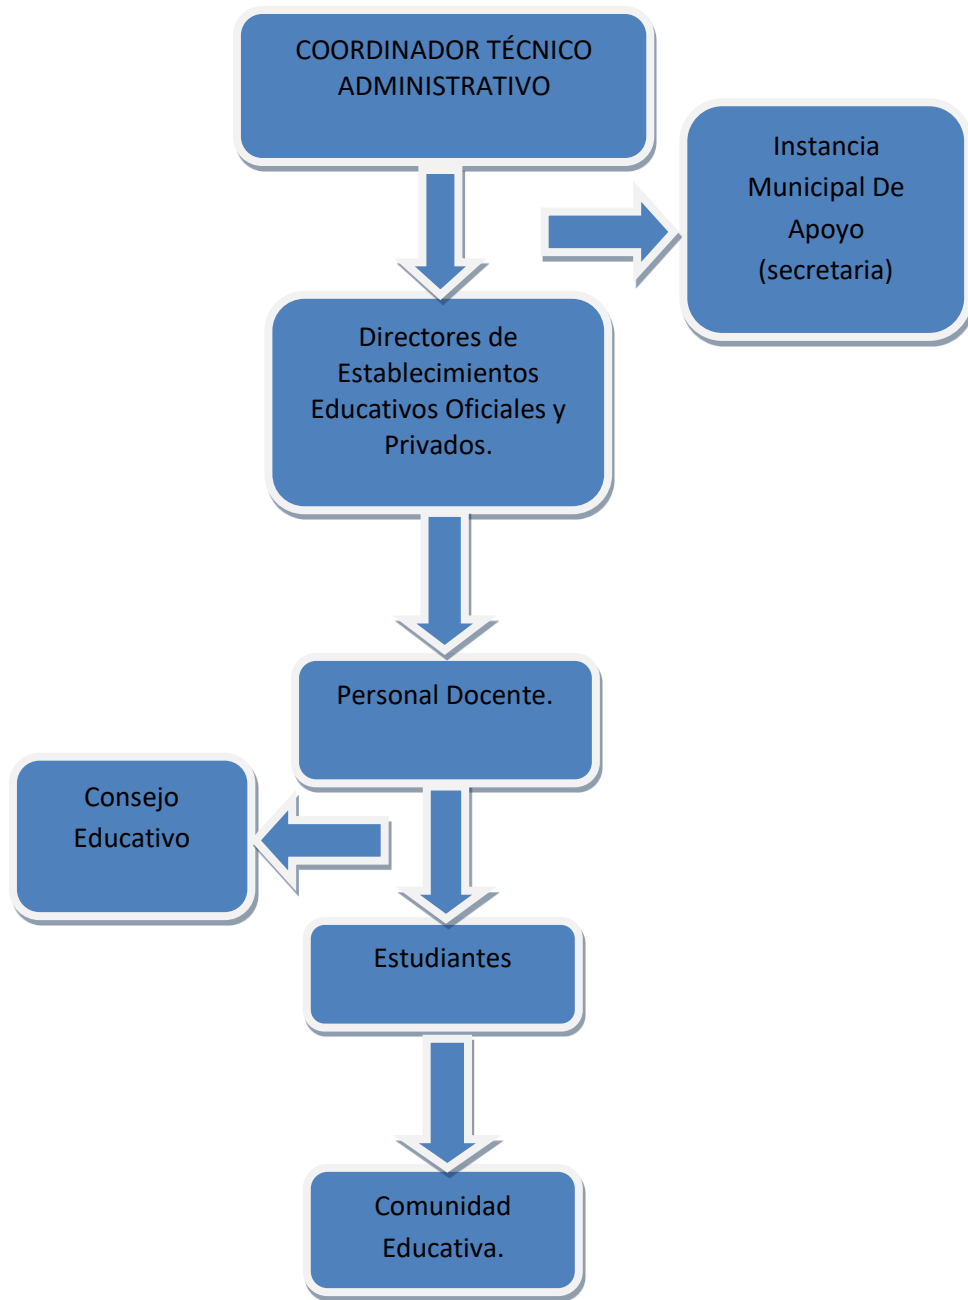 COORDINADOR TÉCNICO
ADMINISTRATIVO
Instancia
Municipal De
Apoyo
(secretaria)
Directores de
Establecimientos
Educativos Oficiales y
Privados.
Personal Docente.
Consejo
Educativo
Estudiantes
Comunidad
Educativa.